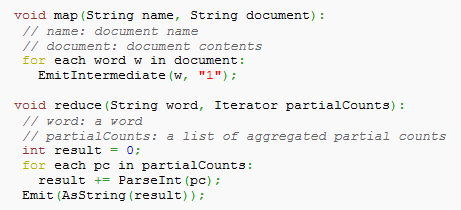 void map(String name, String document):
// name: document name
// document: document contents
for each word w in document:
EmitIntermediate(w, "1");
void reduce(String word, Iterator partialCounts):
// word: a word
// partialCounts: a list of aggregated partial counts
int result = 0;
for each pc in partialCounts:
result += ParseInt(pc);
Emit(AsString(result));